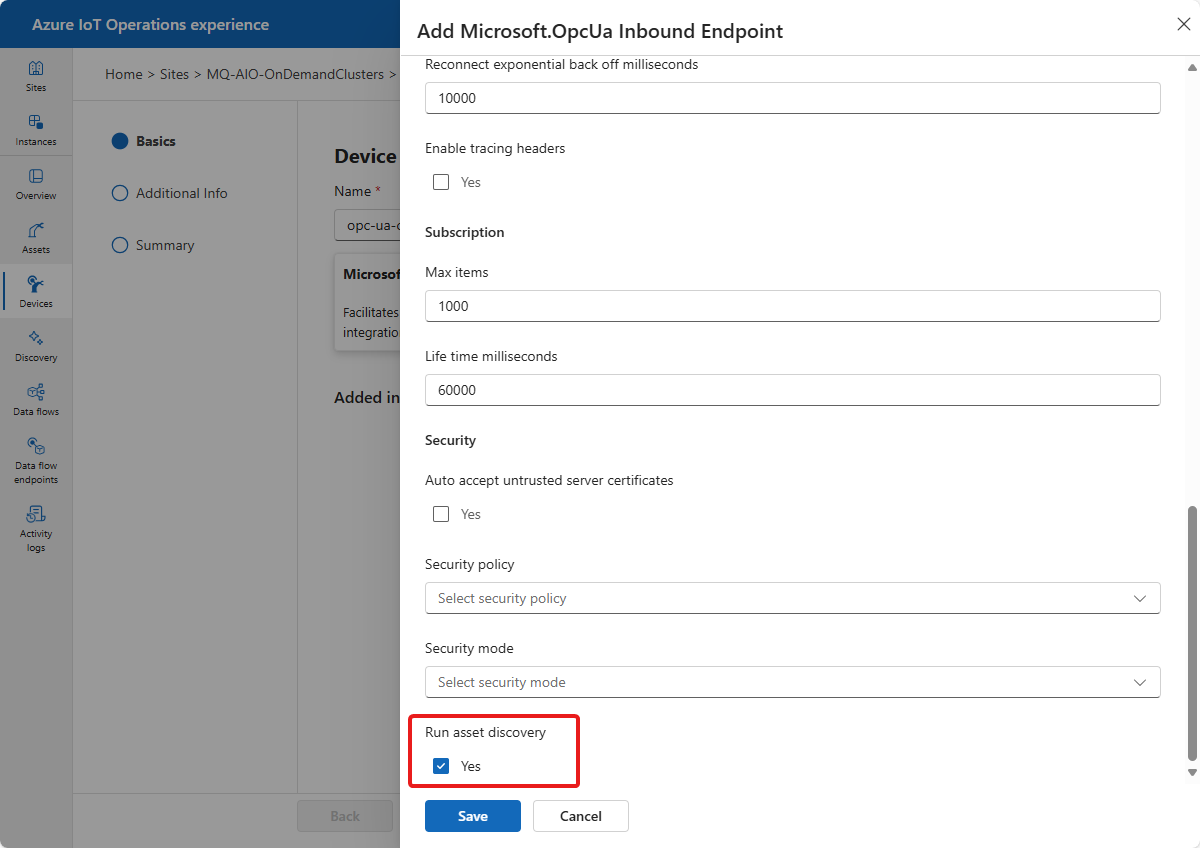 Azure IoT Operations experience
Sites
Instances
Overview
Assets
Devices
Discovery
Data flows
Data flow
endpoints
Activity
logs
Home > Sites > MQ-AIO-OnDemandClusters >
Basics
Additional Info
Summary
Device
Name *
opc-ua-c
Microsof
Facilitates
integratio
Added in
Back
Add Microsoft.OpcUa Inbound Endpoint
Reconnect exponential back off milliseconds
10000
Enable tracing headers
Yes
Subscription
Max items
1000
Life time milliseconds
60000
Security
Auto accept untrusted server certificates
Yes
Security policy
Select security policy
Security mode
Select security mode
Run asset discovery
Yes
Save
Cancel